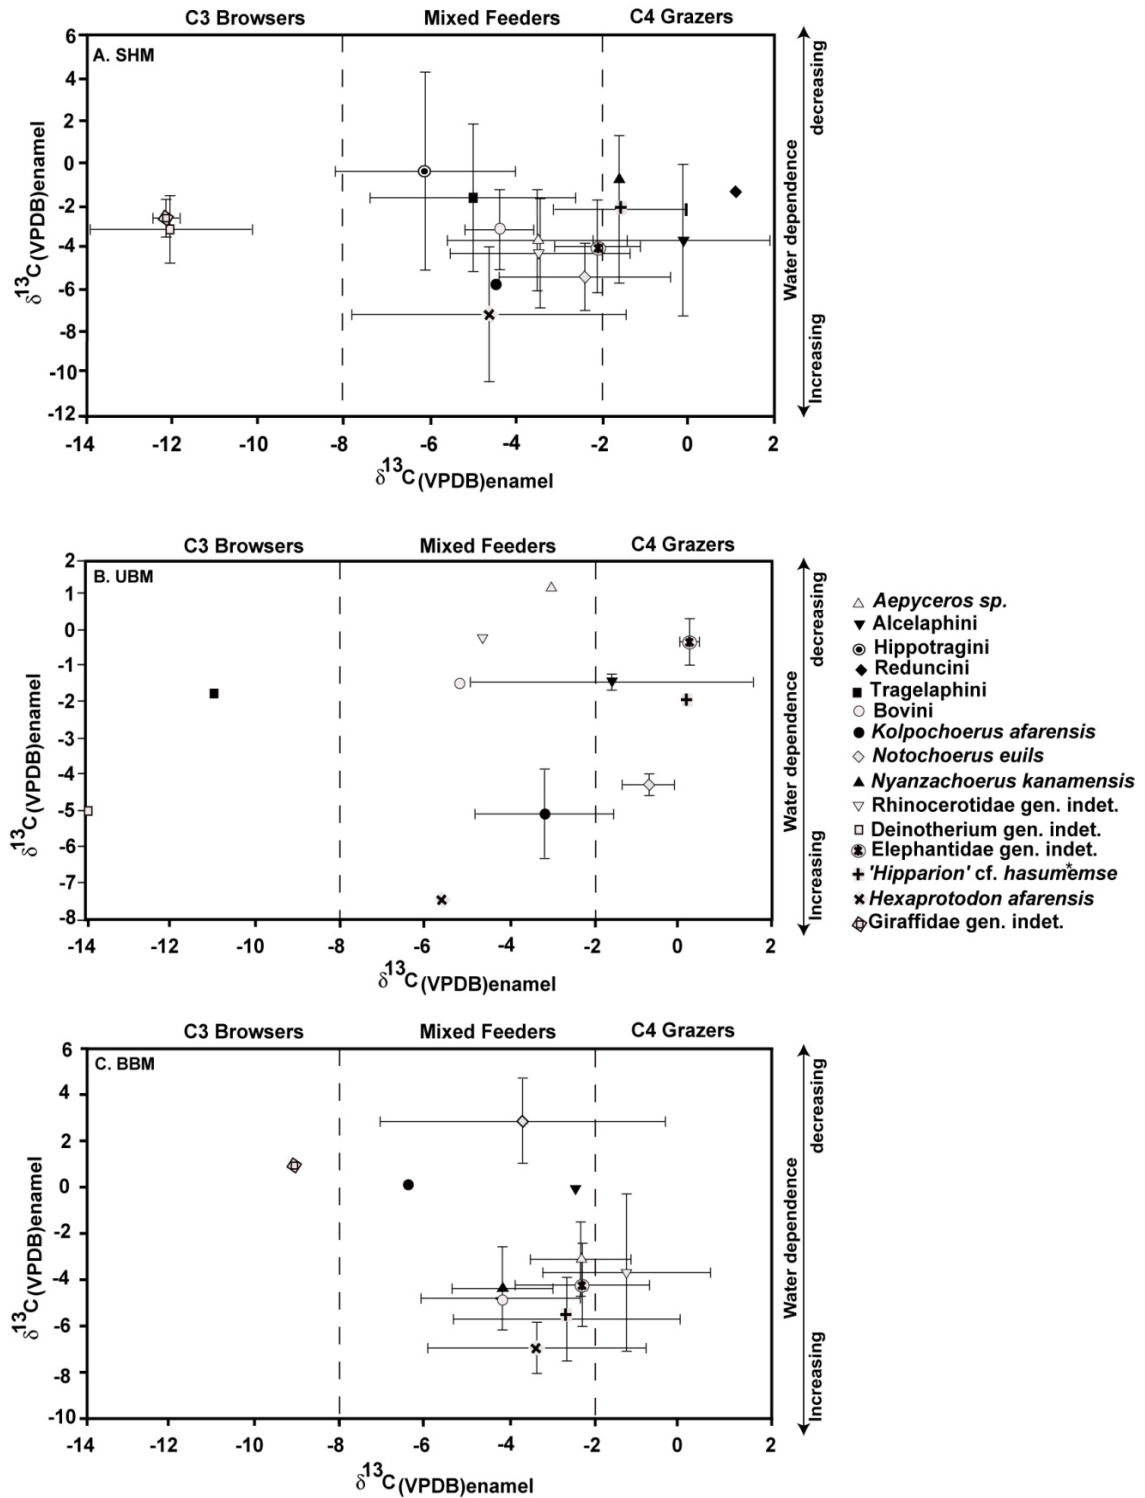 C3 Browsers Mixed Feeders C4 Grazers
A. SHM
6
4
2
0
-2
-4
-6
-8
-10
-12
δ13C(VPDB)enamel
-14 -12 -10 -8 -6 -4 -2 0 2
δ13C(VPDB)enamel
decreasing
Water dependence
Increasing
C3 Browsers Mixed Feeders C4 Grazers
B. UBM
2
1
0
-1
-2
-3
-4
-5
-6
-7
-8
δ13C(VPDB)enamel
-14 -12 -10 -8 -6 -4 -2 0 2
δ13C(VPDB)enamel
decreasing
Water dependence
Increasing
Aepyceros sp.
Alcelaphini
Hippotragini
Reduncini
Tragelaphini
Bovini
Kolpochoerus afarensis
Notochoerus euils
Nyanzachoerus kanamensis
Rhinocerotidae gen. indet.
Deinotherium gen. indet.
Elephantidae gen. indet.
'Hipparion' cf. hasumemse*
Hexaprotodon afarensis
Giraffidae gen. indet.
C3 Browsers Mixed Feeders C4 Grazers
C. BBM
6
4
2
0
-2
-4
-6
-8
-10
δ13C(VPDB)enamel
-14 -12 -10 -8 -6 -4 -2 0 2
δ13C(VPDB)enamel
decreasing
Water dependence
Increasing